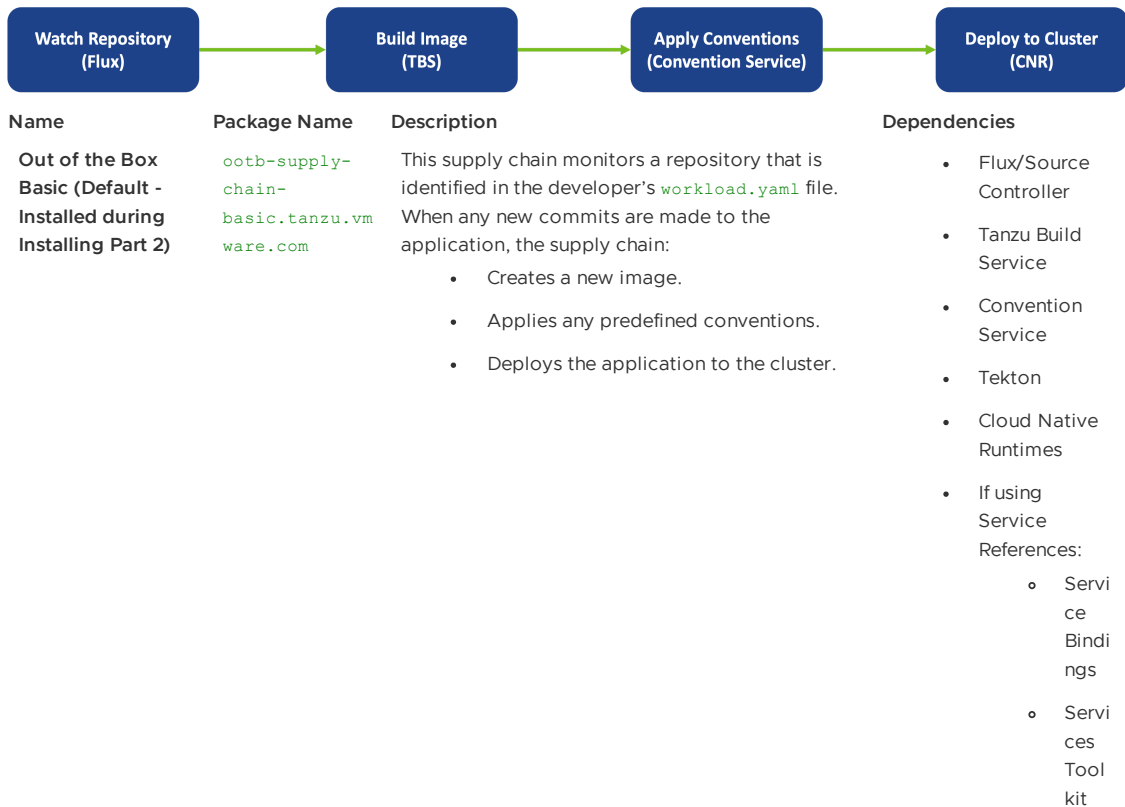 Watch Repository
(Flux)
Build Image
(TBS)
Apply Conventions
(Convention Service)
Deploy to Cluster
(CNR)
Name
Package Name
Description
Dependencies
Out of the Box
Basic (Default -
Installed during
Installing Part 2)
ootb-supply-
chain-
basic.tanzu.vm
ware.com
This supply chain monitors a repository that is
identified in the developer’s workload.yaml file.
When any new commits are made to the
application, the supply chain:
• Creates a new image.
• Applies any predefined conventions.
• Deploys the application to the cluster.
• Flux/Source
Controller
• Tanzu Build
Service
• Convention
Service
• Tekton
• Cloud Native
Runtimes
• If using
Service
References:
◦ Servi
ce
Bindi
ngs
◦ Servi
ces
Tool
kit